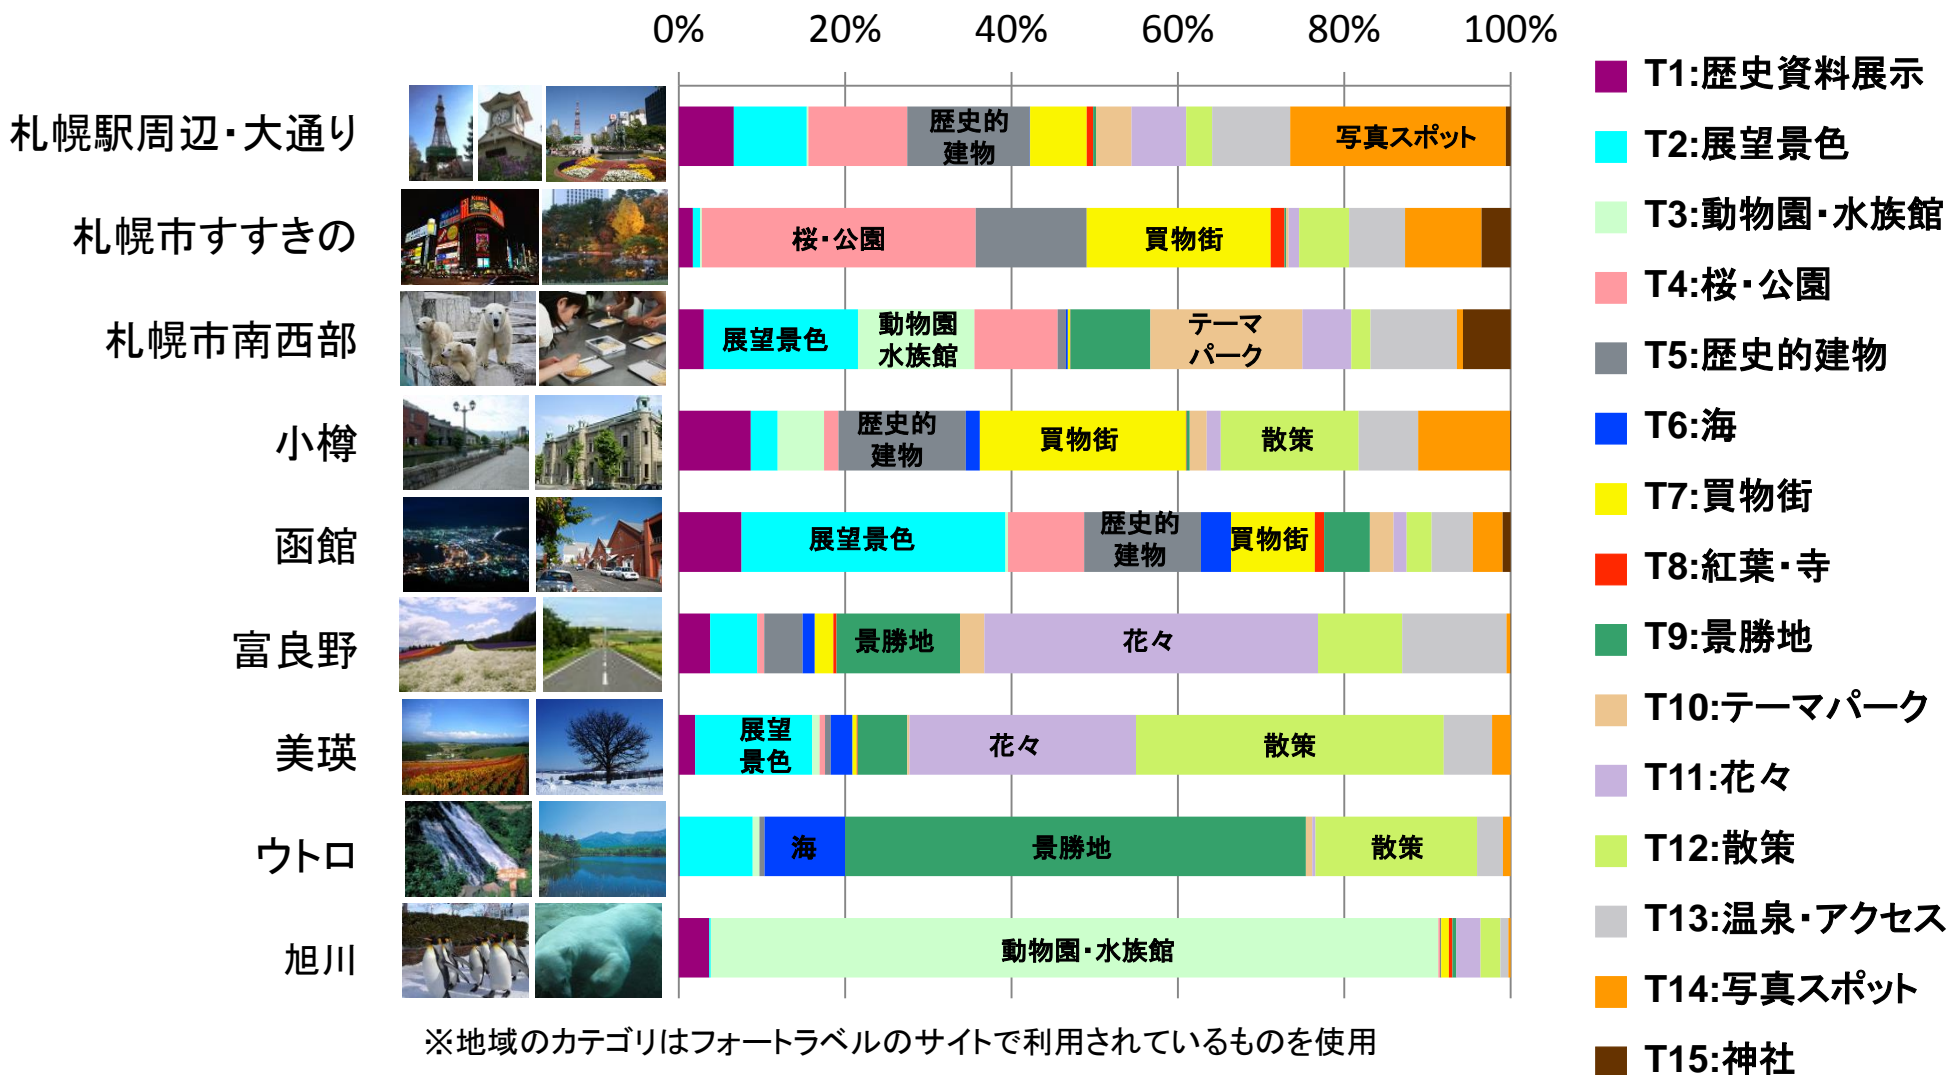 0% 20% 40% 60% 80% 100%
札幌駅周辺・大通り
歴史的
建物
写真スポット
札幌市すすきの
桜・公園
買物街
札幌市南西部
展望景色
動物園
水族館
テーマ
パーク
小樽
歴史的
建物
買物街
散策
函館
展望景色
歴史的
建物
買物街
富良野
景勝地
花々
美瑛
展望
景色
花々
散策
ウトロ
海
景勝地
散策
旭川
動物園・水族館
T1:歴史資料展示
T2:展望景色
T3:動物園・水族館
T4:桜・公園
T5:歴史的建物
T6:海
T7:買物街
T8:紅葉・寺
T9:景勝地
T10:テーマパーク
T11:花々
T12:散策
T13:温泉・アクセス
T14:写真スポット
T15:神社
※地域のカテゴリはフォートラベルのサイトで利用されているものを使用